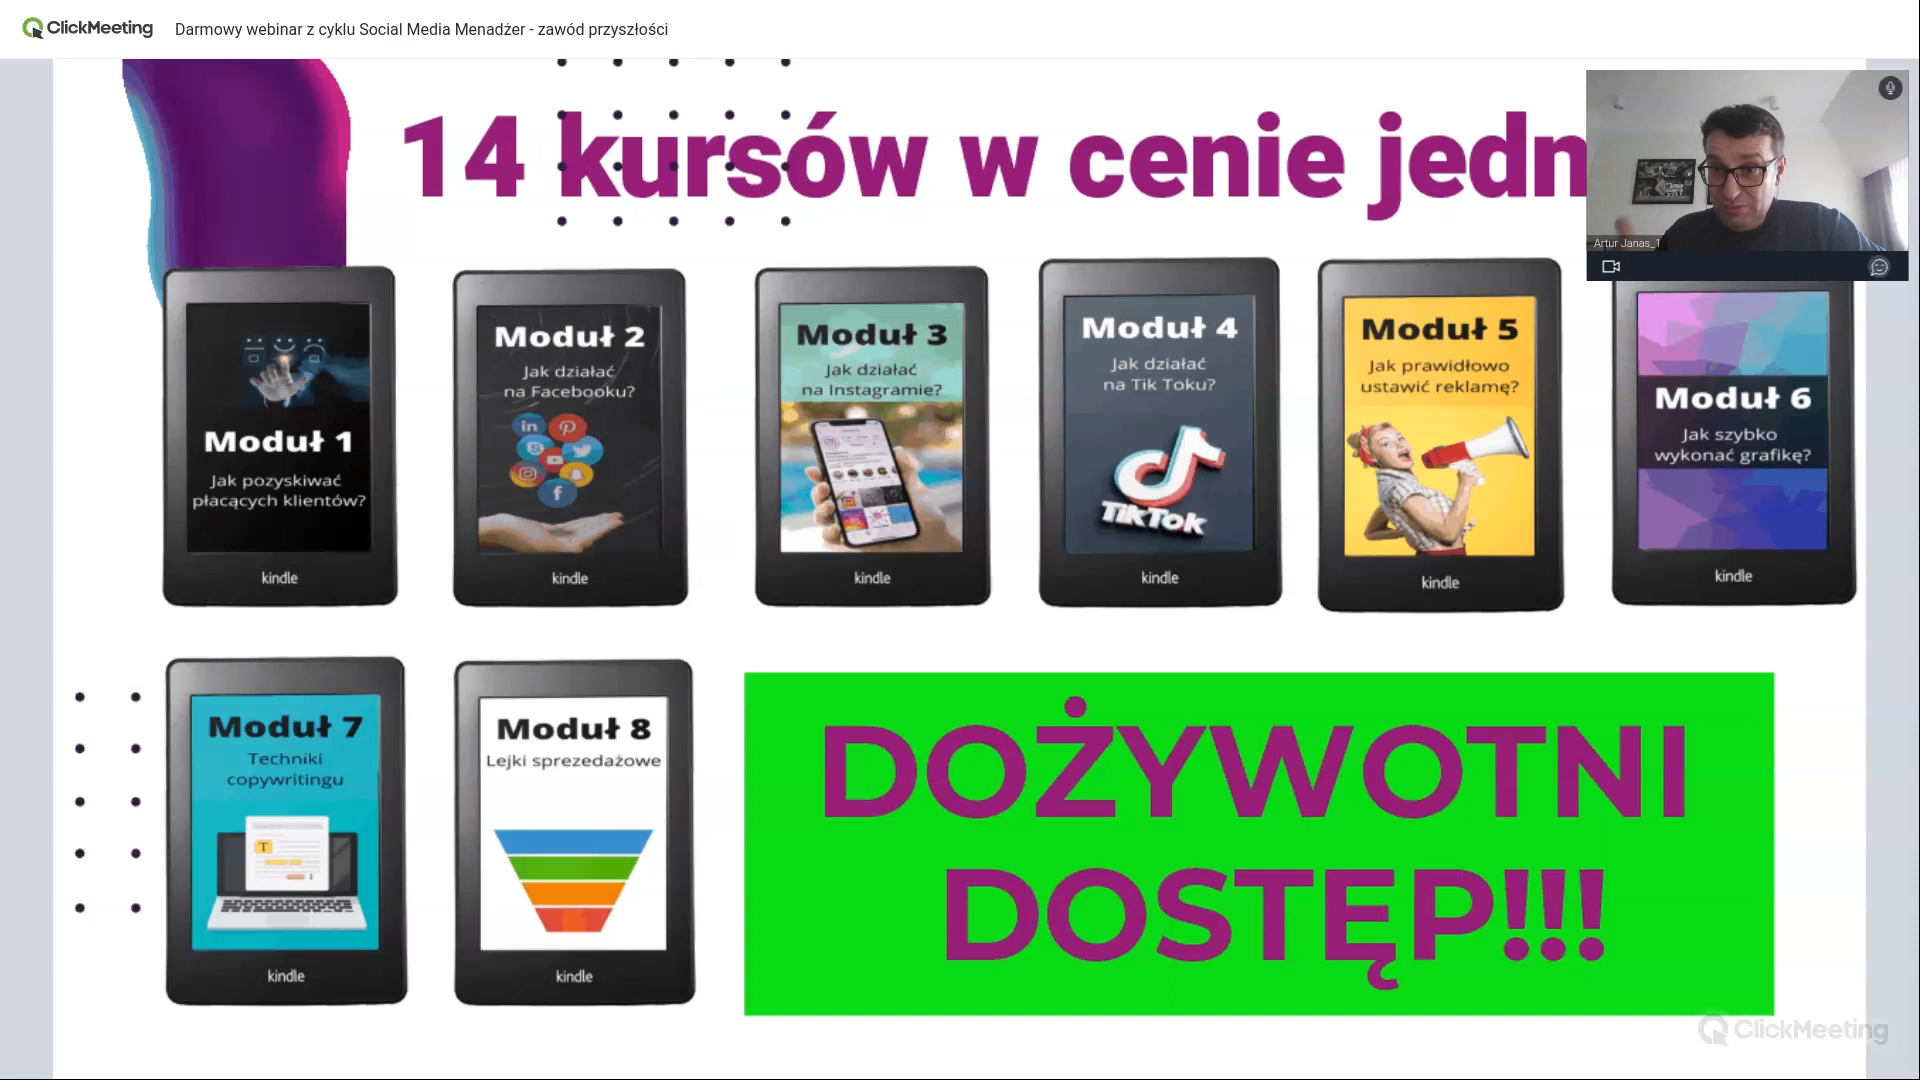 ClickMeeting
Darmowy webinar z cyklu Social Media Menadżer - zawód przyszłości
14 kursów w cenie jedn
Artur Janas_1
Moduł 1
Jak pozyskiwać
płacących klientów?
kindle
Moduł 2
Jak działać
na Facebooku?
kindle
Moduł 3
Jak działać
na Instagramie?
kindle
Moduł 4
Jak działać
na Tik Toku?
TikTok
kindle
Moduł 5
Jak prawidłowo
ustawić reklamę?
kindle
Moduł 6
Jak szybko
wykonać grafikę?
kindle
Moduł 7
Techniki
copywritingu
T
kindle
Moduł 8
Lejki sprezedażowe
kindle
DOŻYWOTNI
DOSTĘP!!!
ClickMeeting